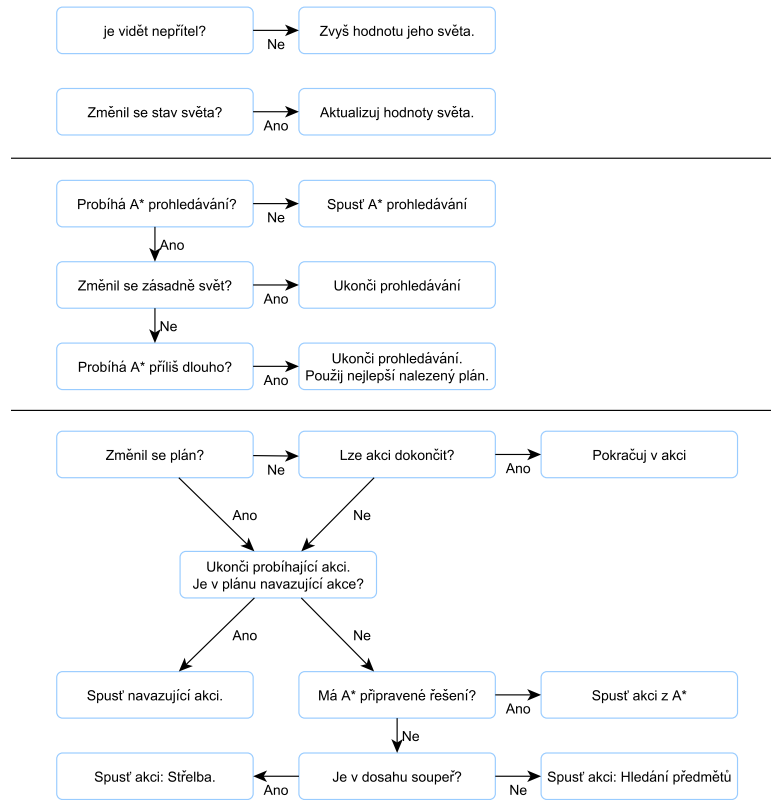 je vidět nepřítel?
Ne
Zvyš hodnotu jeho světa.
Změnil se stav světa?
Ano
Aktualizuj hodnoty světa.
Probíhá A* prohledávání?
Ne
Spusť A* prohledávání
Ano
Změnil se zásadně svět?
Ano
Ukonči prohledávání
Ne
Probíhá A* příliš dlouho?
Ano
Ukonči prohledávání.
Použij nejlepší nalezený plán.
Změnil se plán?
Ne
Lze akci dokončit?
Ano
Pokračuj v akci
Ano
Ne
Ukonči probíhající akci.
Je v plánu navazující akce?
Ano
Ne
Spusť navazující akci.
Má A* připravené řešení?
Ano
Spusť akci z A*
Ne
Spusť akci: Střelba.
Ano
Je v dosahu soupeř?
Ne
Spusť akci: Hledání předmětů